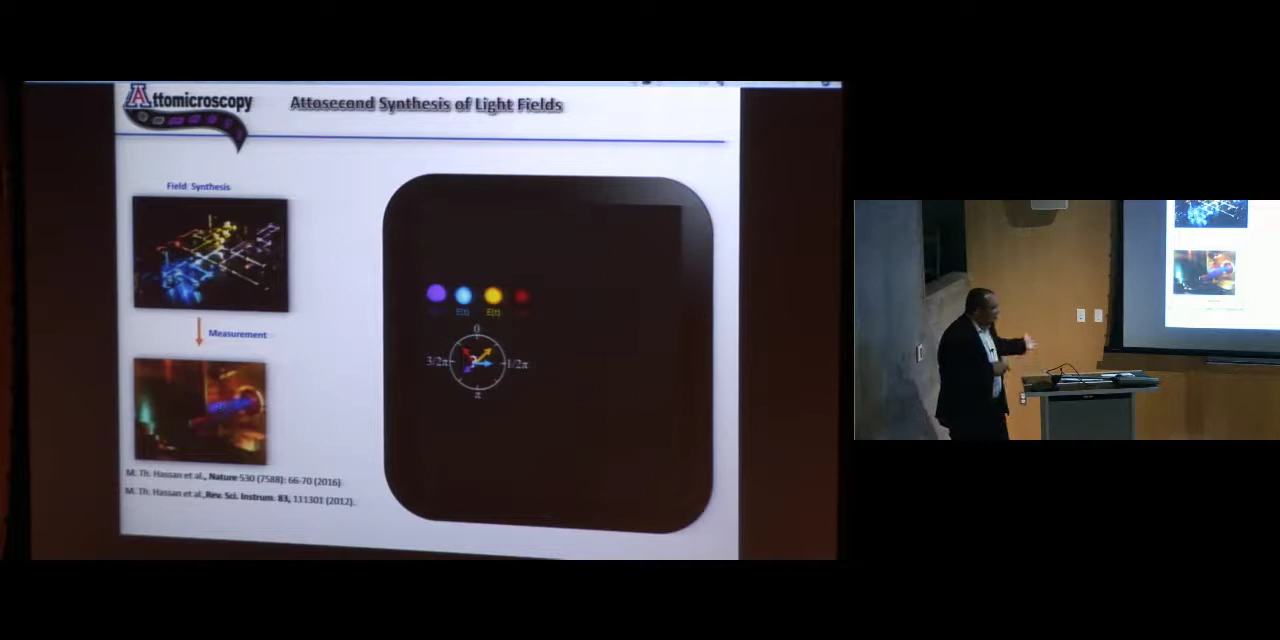 Attomicroscopy
Attosecond Synthesis of Light Fields
Field Synthesis
Measurement
E(t) E(t)
0
3/2π 1/2π
?
π
M. Th. Hassan et al., Nature 530 (7588): 66-70 (2016).
M. Th. Hassan et al.,Rev. Sci. Instrum. 83, 111301 (2012).